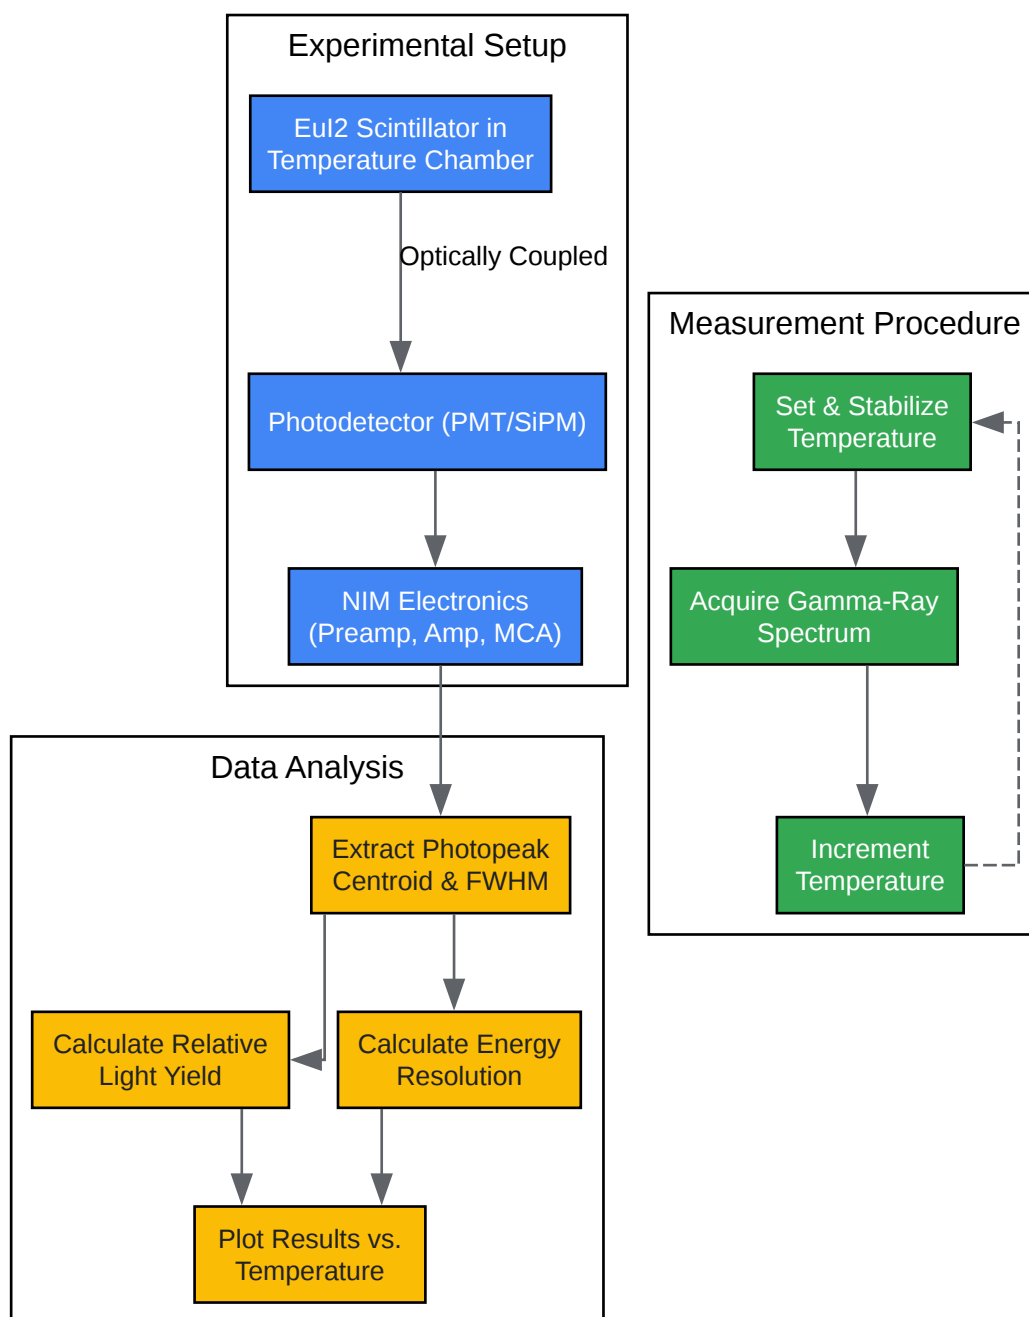 Experimental Setup
EuI2 Scintillator in
Temperature Chamber
Optically Coupled
Photodetector (PMT/SiPM)
NIM Electronics
(Preamp, Amp, MCA)
Measurement Procedure
Set & Stabilize
Temperature
Acquire Gamma-Ray
Spectrum
Increment
Temperature
Data Analysis
Extract Photopeak
Centroid & FWHM
Calculate Relative
Light Yield
Calculate Energy
Resolution
Plot Results vs.
Temperature